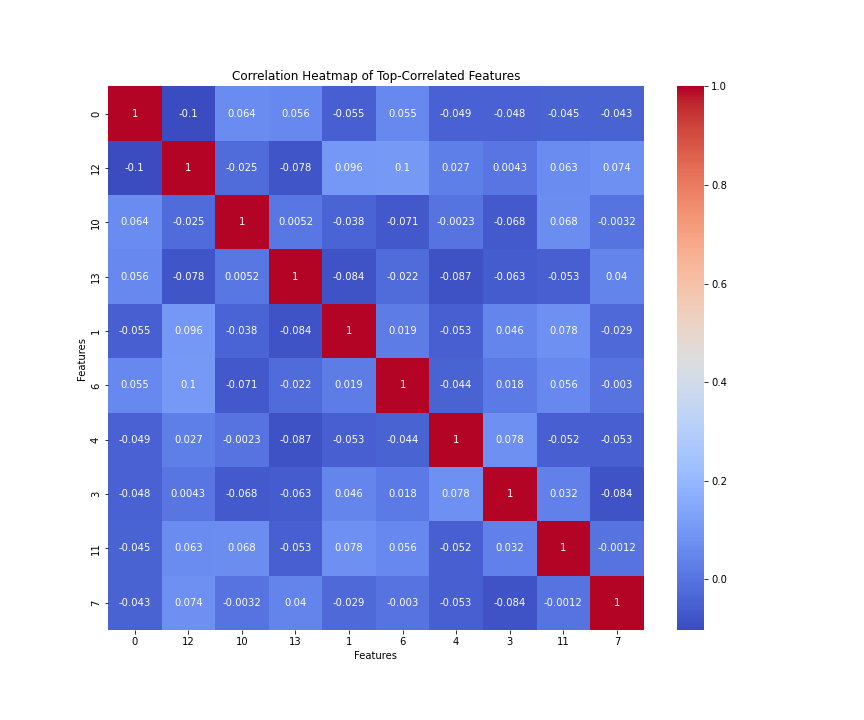 Correlation Heatmap of Top-Correlated Features
0 1 -0.1 0.064 0.056 -0.055 0.055 -0.049 -0.048 -0.045 -0.043
12 -0.1 1 -0.025 -0.078 0.096 0.1 0.027 0.0043 0.063 0.074
10 0.064 -0.025 1 0.0052 -0.038 -0.071 -0.0023 -0.068 0.068 -0.0032
13 0.056 -0.078 0.0052 1 -0.084 -0.022 -0.087 -0.063 -0.053 0.04
1 -0.055 0.096 -0.038 -0.084 1 0.019 -0.053 0.046 0.078 -0.029
6 0.055 0.1 -0.071 -0.022 0.019 1 -0.044 0.018 0.056 -0.003
4 -0.049 0.027 -0.0023 -0.087 -0.053 -0.044 1 0.078 -0.052 -0.053
3 -0.048 0.0043 -0.068 -0.063 0.046 0.018 0.078 1 0.032 -0.084
11 -0.045 0.063 0.068 -0.053 0.078 0.056 -0.052 0.032 1 -0.0012
7 -0.043 0.074 -0.0032 0.04 -0.029 -0.003 -0.053 -0.084 -0.0012 1
0 12 10 13 1 6 4 3 11 7
Features
Features
1.0
0.8
0.6
0.4
0.2
0.0